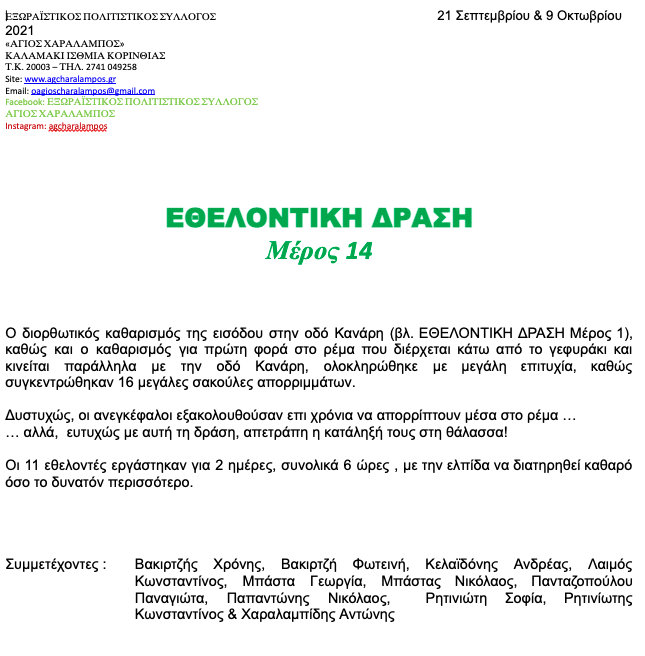 ΕΞΩΡΑΪΣΤΙΚΟΣ ΠΟΛΙΤΙΣΤΙΚΟΣ ΣΥΛΛΟΓΟΣ 21 Σεπτεμβρίου & 9 Οκτωβρίου
2021
«ΑΓΙΟΣ ΧΑΡΑΛΑΜΠΟΣ»
ΚΑΛΑΜΑΚΙ ΙΣΘΜΙΑ ΚΟΡΙΝΘΙΑΣ
Τ.Κ. 20003 – ΤΗΛ. 2741 049258
Site: www.agcharalampos.gr
Email: oagioscharalampos@gmail.com
Facebook: ΕΞΩΡΑΪΣΤΙΚΟΣ ΠΟΛΙΤΙΣΤΙΚΟΣ ΣΥΛΛΟΓΟΣ
ΑΓΙΟΣ ΧΑΡΑΛΑΜΠΟΣ
Instagram: agcharalampos
ΕΘΕΛΟΝΤΙΚΗ ΔΡΑΣΗ
Μέρος 14
Ο διορθωτικός καθαρισμός της εισόδου στην οδό Κανάρη (βλ. ΕΘΕΛΟΝΤΙΚΗ ΔΡΑΣΗ Μέρος 1),
καθώς και ο καθαρισμός για πρώτη φορά στο ρέμα που διέρχεται κάτω από το γεφυράκι και
κινείται παράλληλα με την οδό Κανάρη, ολοκληρώθηκε με μεγάλη επιτυχία, καθώς
συγκεντρώθηκαν 16 μεγάλες σακούλες απορριμμάτων.
Δυστυχώς, οι ανεγκέφαλοι εξακολουθούσαν επι χρόνια να απορρίπτουν μέσα στο ρέμα …
… αλλά, ευτυχώς με αυτή τη δράση, απετράπη η κατάληξή τους στη θάλασσα!
Οι 11 εθελοντές εργάστηκαν για 2 ημέρες, συνολικά 6 ώρες , με την ελπίδα να διατηρηθεί καθαρό
όσο το δυνατόν περισσότερο.
Συμμετέχοντες : Βακιρτζής Χρόνης, Βακιρτζή Φωτεινή, Κελαϊδόνης Ανδρέας, Λαιμός
Κωνσταντίνος, Μπάστα Γεωργία, Μπάστας Νικόλαος, Πανταζοπούλου
Παναγιώτα, Παπαντώνης Νικόλαος, Ρητινιώτη Σοφία, Ρητινίωτης
Κωνσταντίνος & Χαραλαμπίδης Αντώνης